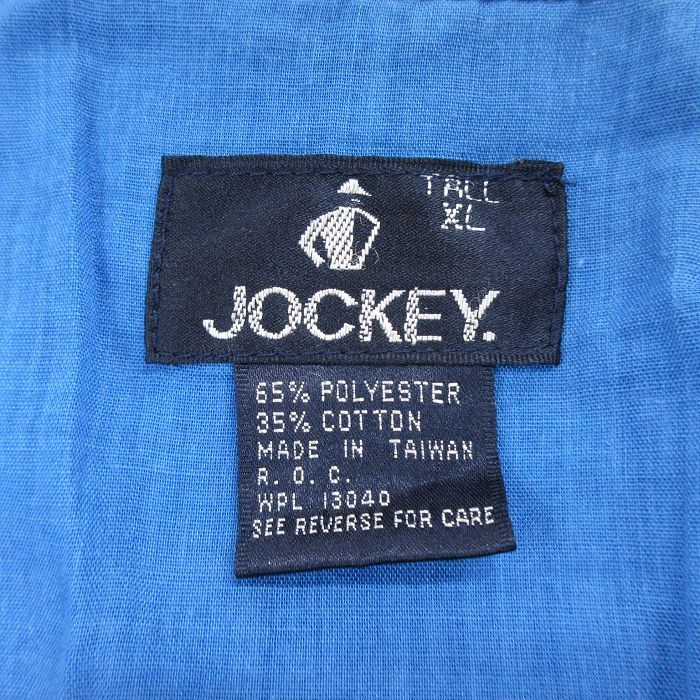 TALL
XL
JOCKEY.
65% POLYESTER
35% COTTON
MADE IN TAIWAN
R. O. C.
WPL 13040
SEE REVERSE FOR CARE